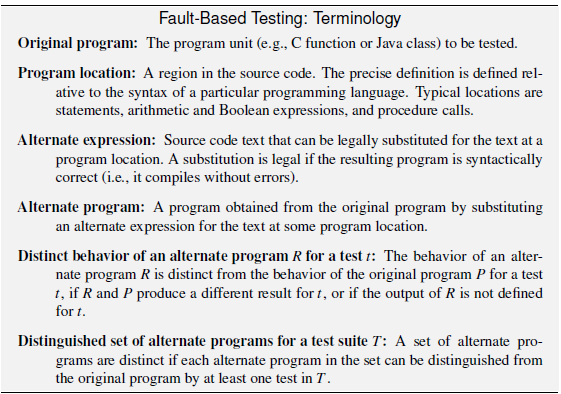 Fault-Based Testing: Terminology
Original program: The program unit (e.g., C function or Java class) to be tested.
Program location: A region in the source code. The precise definition is defined rel-
ative to the syntax of a particular programming language. Typical locations are
statements, arithmetic and Boolean expressions, and procedure calls.
Alternate expression: Source code text that can be legally substituted for the text at a
program location. A substitution is legal if the resulting program is syntactically
correct (i.e., it compiles without errors).
Alternate program: A program obtained from the original program by substituting
an alternate expression for the text at some program location.
Distinct behavior of an alternate program R for a test t: The behavior of an alter-
nate program R is distinct from the behavior of the original program P for a test
t, if R and P produce a different result for t, or if the output of R is not defined
for t.
Distinguished set of alternate programs for a test suite T: A set of alternate pro-
grams are distinct if each alternate program in the set can be distinguished from
the original program by at least one test in T.